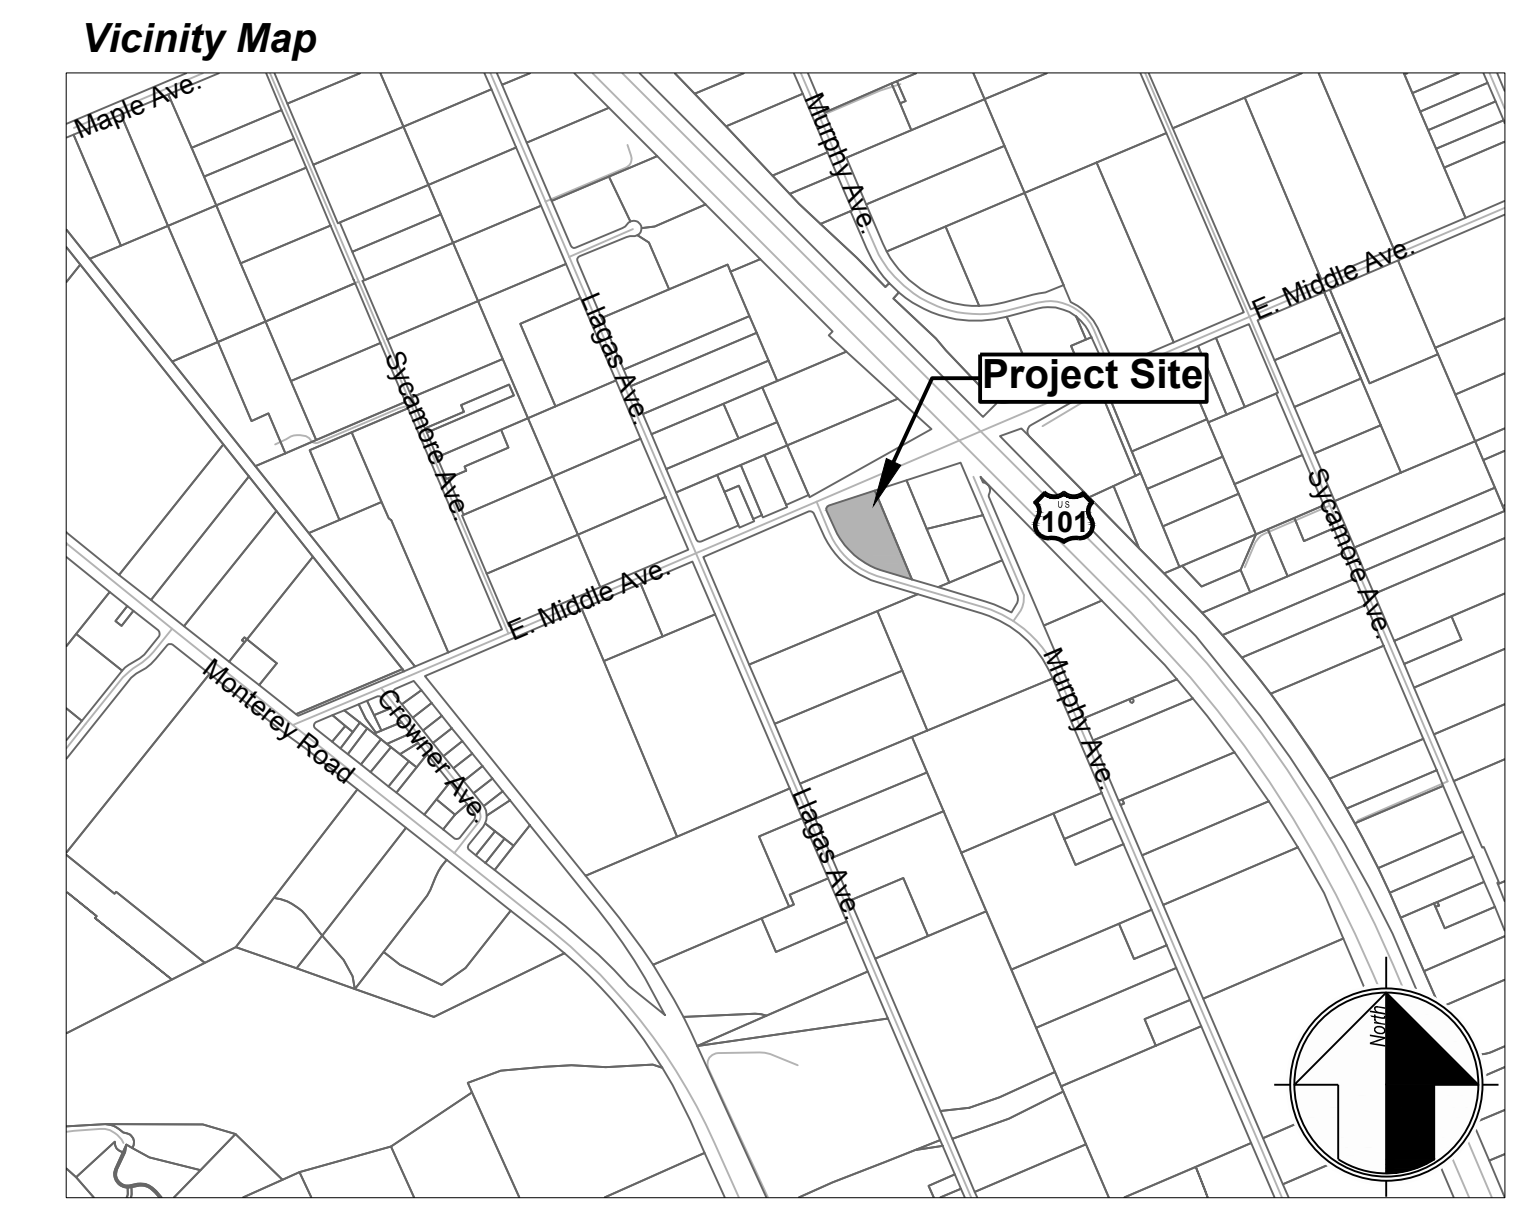 Vicinity Map
Maple Ave.
Murphy Ave.
E. Middle Ave.
Llagas Ave.
Sycamore Ave.
Project Site
US
101
Sycamore Ave.
E. Middle Ave.
Monterey Road
Crowner Ave.
Murphy Ave.
Llagas Ave.
North